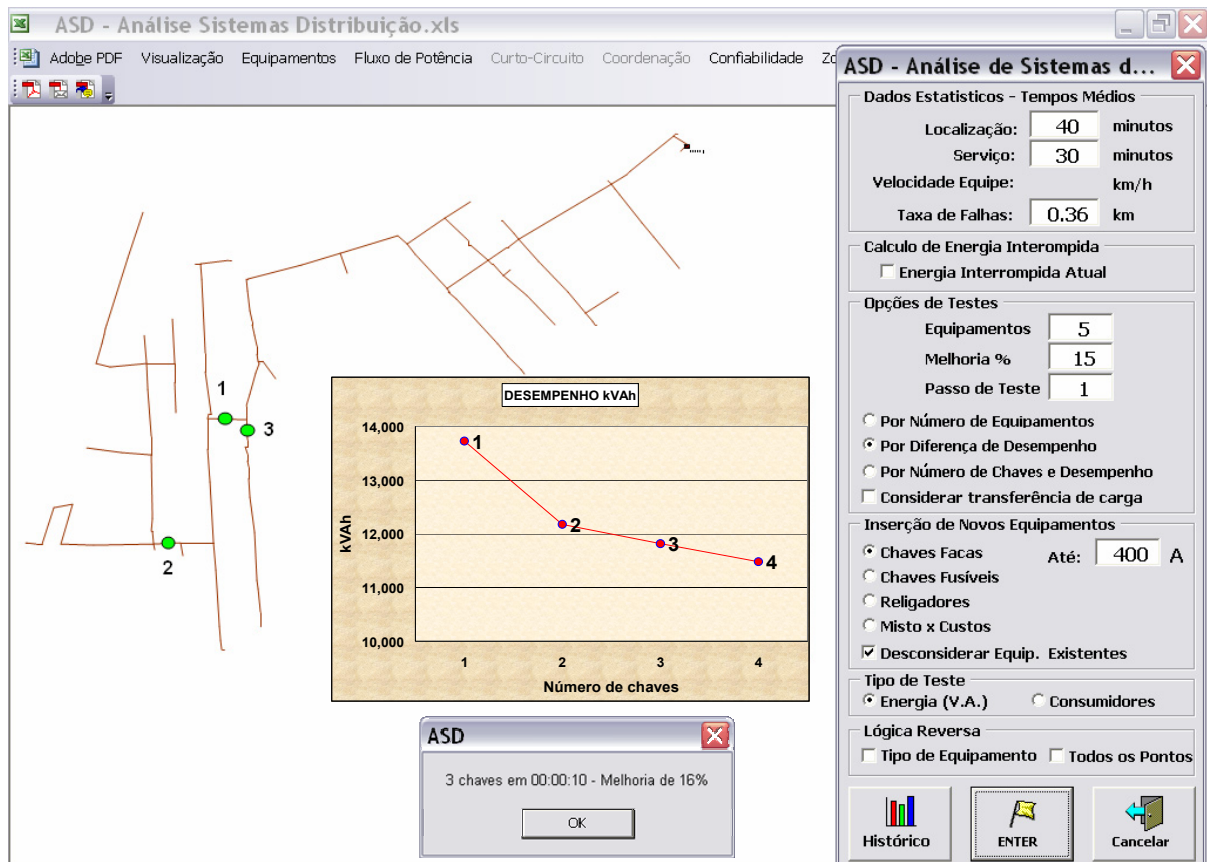 ASD - Análise Sistemas Distribuição.xls
Adobe PDF Visualização Equipamentos Fluxo de Potência Curto-Circuito Coordenação Confiabilidade
ASD - Análise de Sistemas d...
Dados Estatisticos - Tempos Médios
Localização: 40 minutos
Serviço: 30 minutos
Velocidade Equipe: km/h
Taxa de Falhas: 0.36 km
Calculo de Energia Interompida
Energia Interrompida Atual
Opções de Testes
Equipamentos 5
Melhoria % 15
Passo de Teste 1
Por Número de Equipamentos
Por Diferença de Desempenho
Por Número de Chaves e Desempenho
Considerar transferência de carga
Inserção de Novos Equipamentos
Chaves Facas Até: 400 A
Chaves Fusíveis
Religadores
Misto x Custos
Desconsiderar Equip. Existentes
Tipo de Teste
Energia (V.A.) Consumidores
Lógica Reversa
Tipo de Equipamento Todos os Pontos
Histórico ENTER Cancelar
1
3
2
DESEMPENHO kVAh
14,000
13,000
12,000
11,000
10,000
kVAh
1
2
3
4
1 2 3 4
Número de chaves
ASD
3 chaves em 00:00:10 - Melhoria de 16%
OK